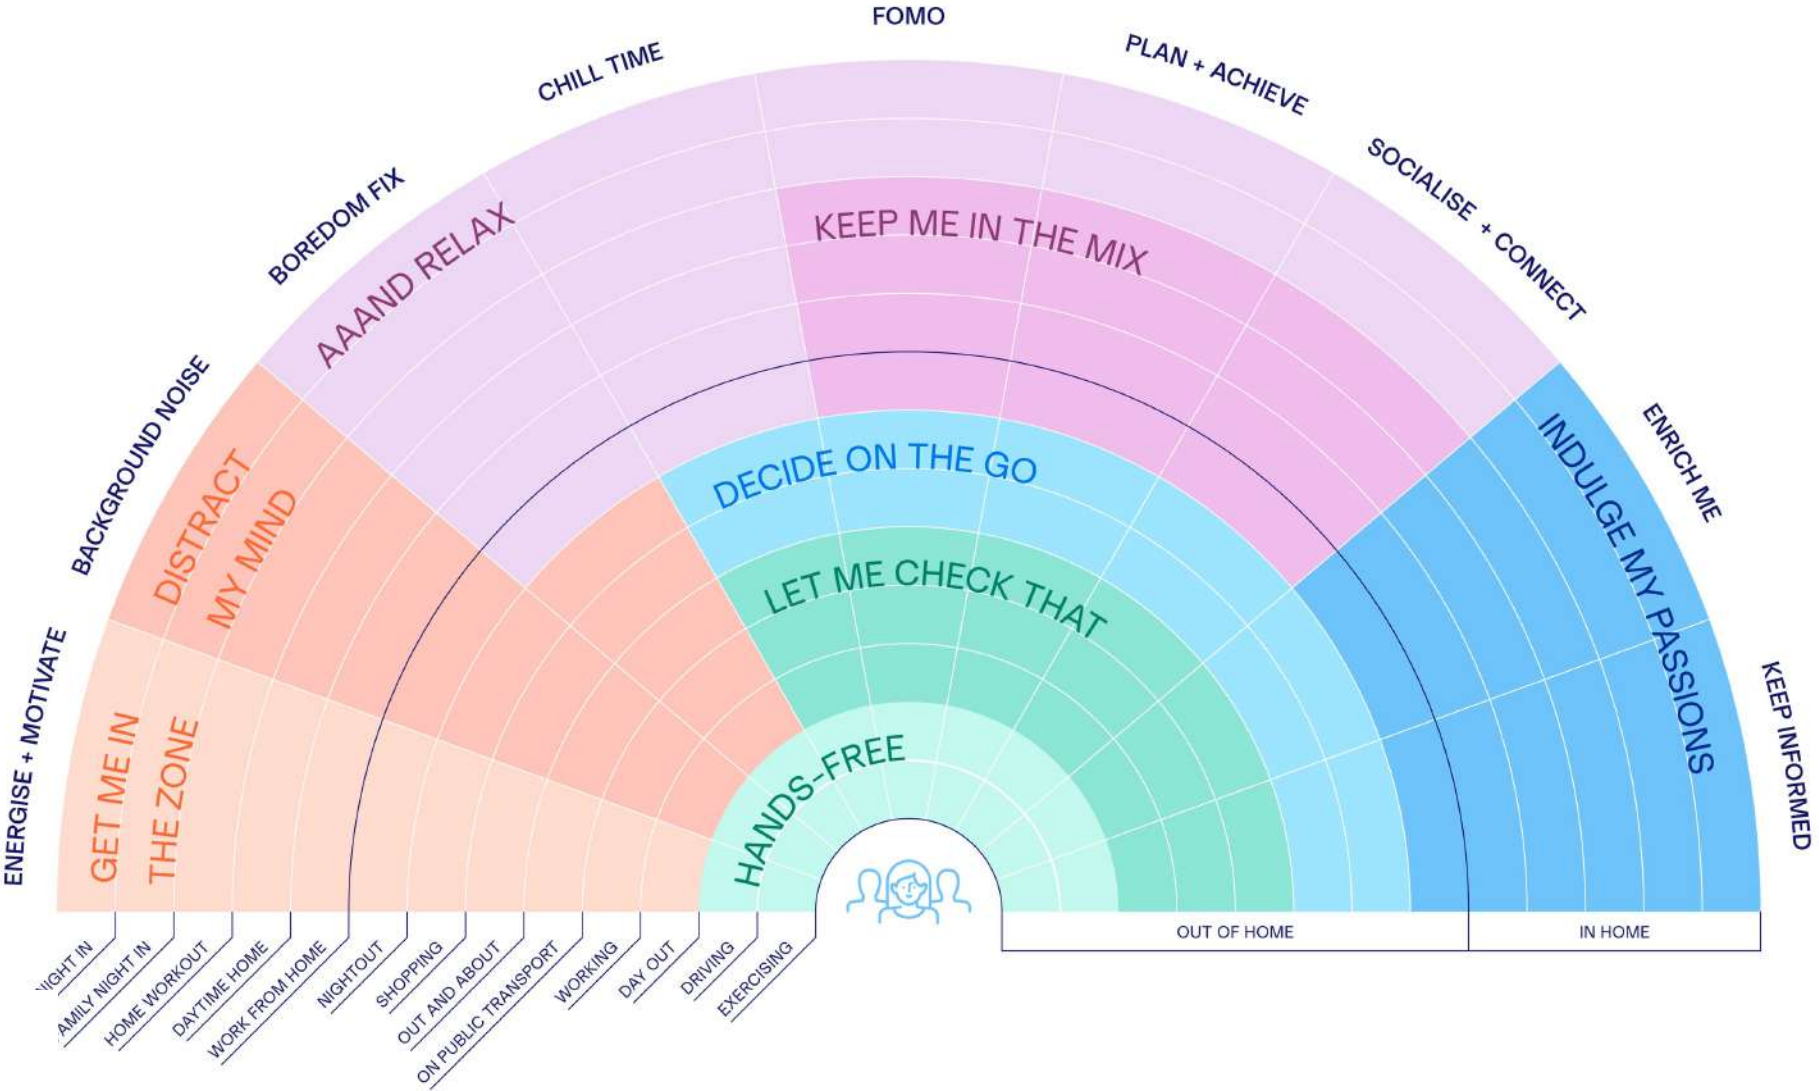 FOMO
CHILL TIME
PLAN + ACHIEVE
BOREDOM FIX
SOCIALISE + CONNECT
BACKGROUND NOISE
ENRICH ME
ENERGISE + MOTIVATE
KEEP INFORMED
AAAND RELAX
KEEP ME IN THE MIX
DISTRACT
MY MIND
DECIDE ON THE GO
INDULGE MY PASSIONS
LET ME CHECK THAT
GET ME IN
THE ZONE
HANDS-FREE
OUT OF HOME
IN HOME
NIGHT IN
AMILY NIGHT IN
HOME WORKOUT
DAYTIME HOME
WORK FROM HOME
NIGHTOUT
SHOPPING
OUT AND ABOUT
ON PUBLIC TRANSPORT
WORKING
DAY OUT
DRIVING
EXERCISING